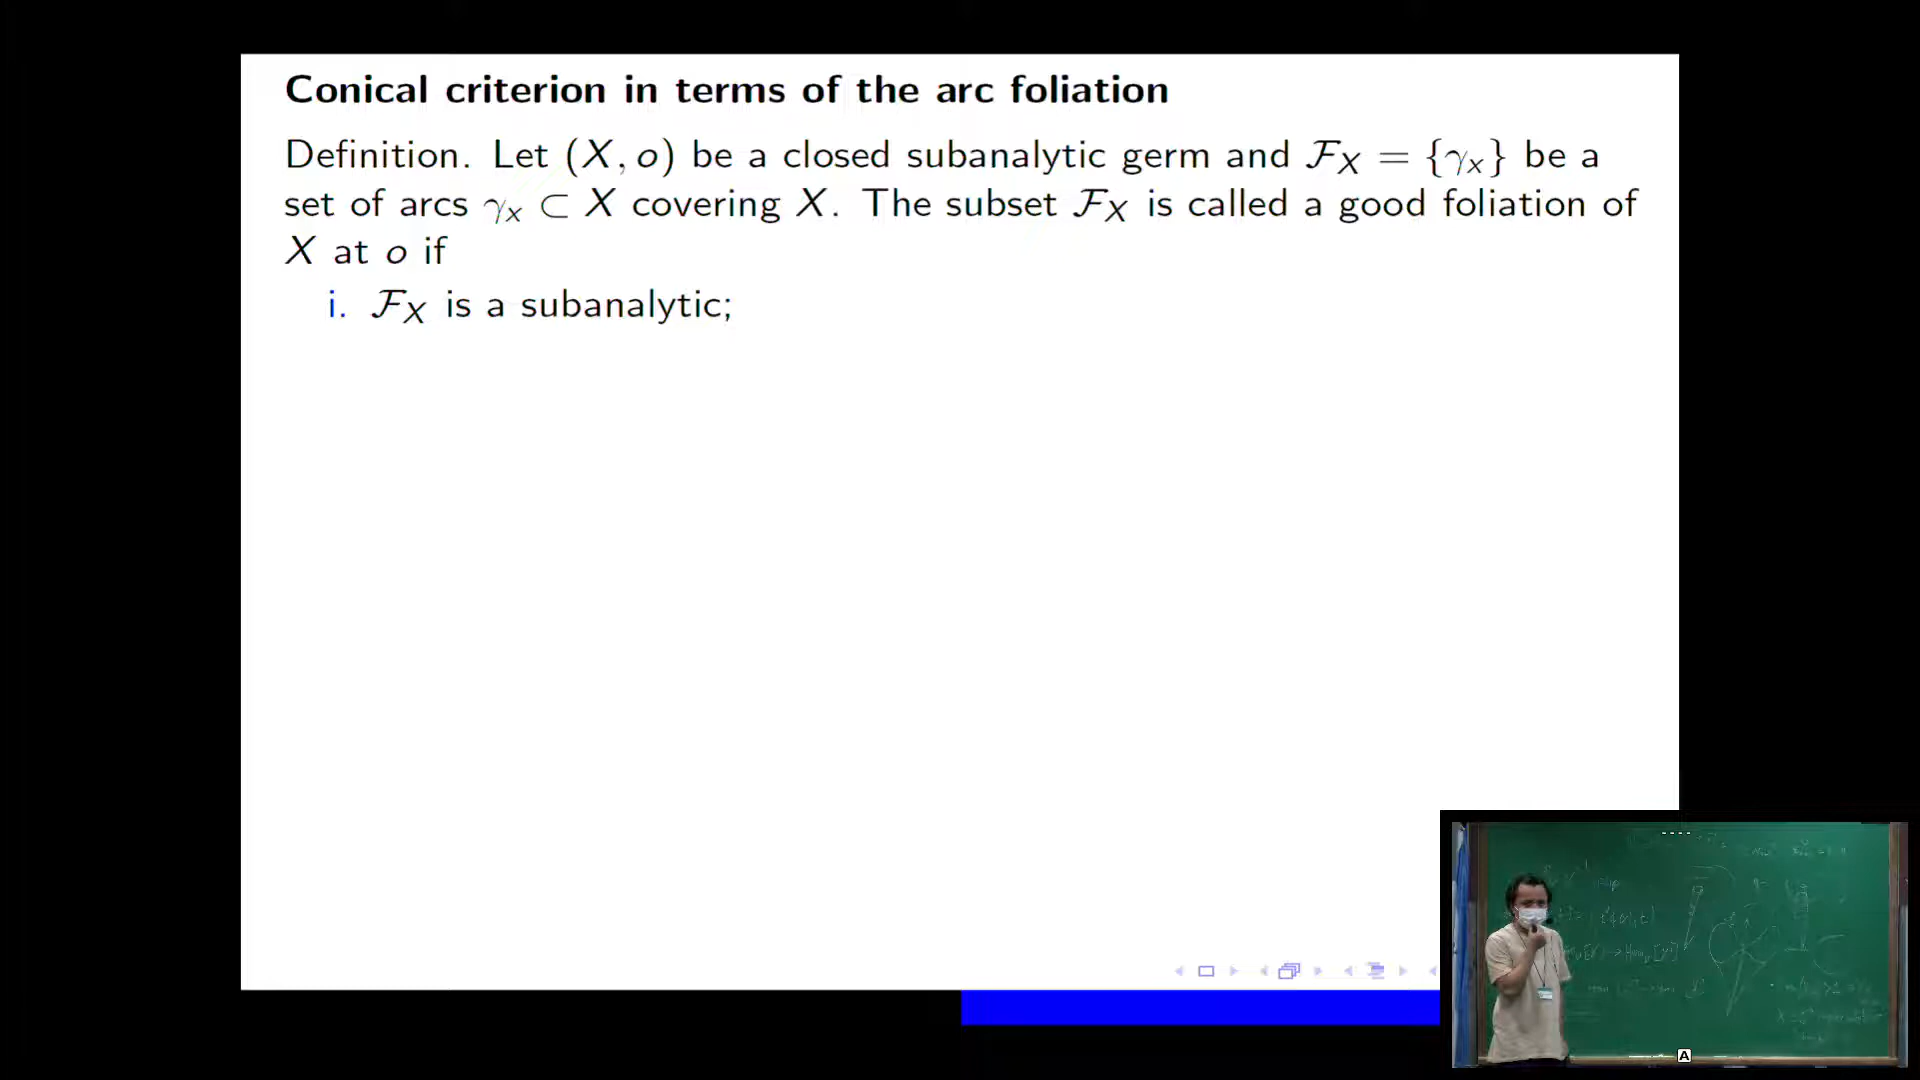 Conical criterion in terms of the arc foliation
Definition. Let (X, o) be a closed subanalytic germ and ℱ_X = {γ_x} be a
set of arcs γ_x ⊂ X covering X. The subset ℱ_X is called a good foliation of
X at o if
i. ℱ_X is a subanalytic;
A